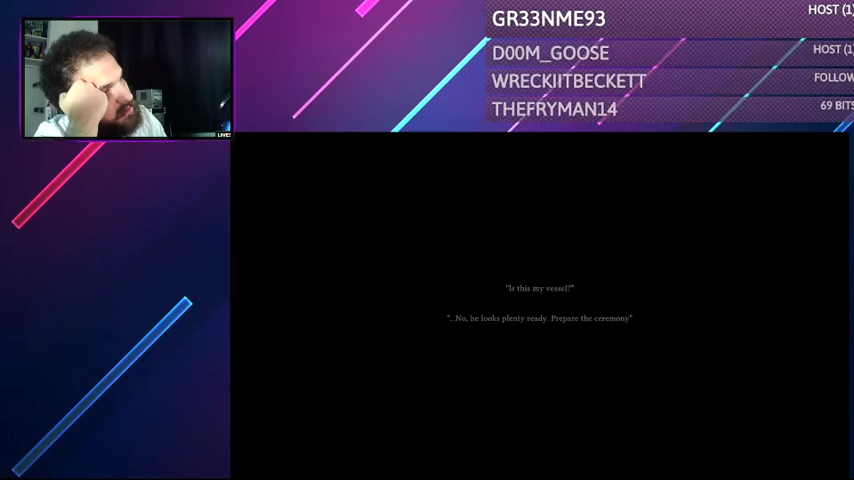 GR33NME93 HOST (1)
D00M_GOOSE HOST (1)
WRECKIITBECKETT FOLLOW
THEFRYMAN14 69 BITS
LIVE!
"Is this my vessel?"
"...No, he looks plenty ready. Prepare the ceremony"